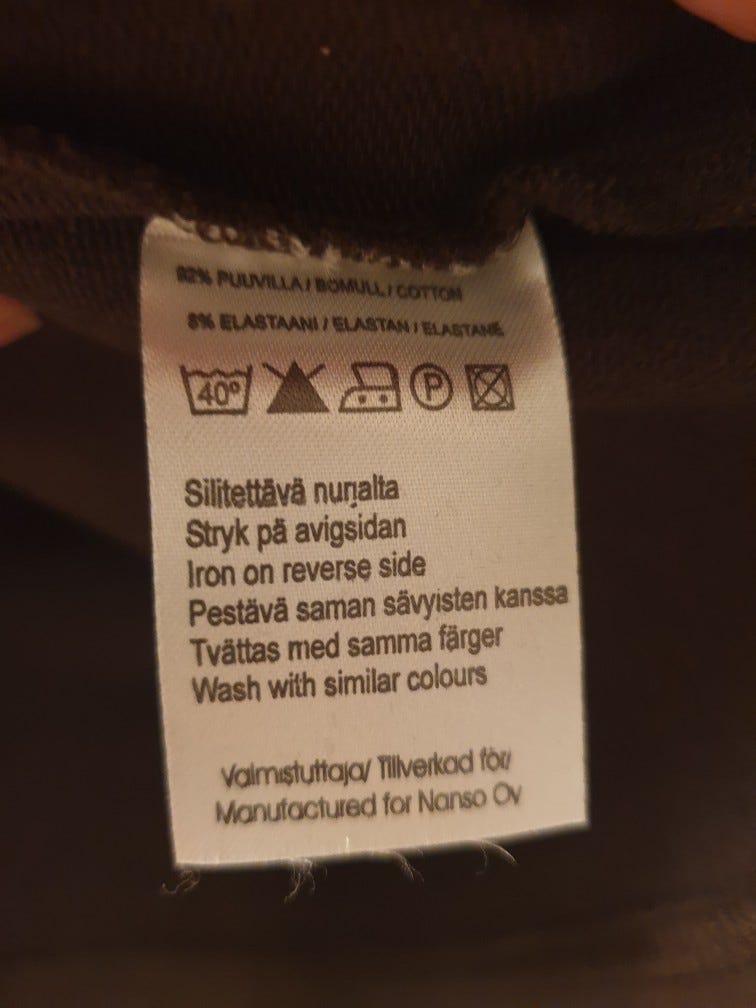 92% PUUVILLA / BOMULL / COTTON
8% ELASTAANI / ELASTAN / ELASTANE
40° P
Silitettävä nurjalta
Stryk på avigsidan
Iron on reverse side
Pestävä saman sävyisten kanssa
Tvättas med samma färger
Wash with similar colours
Valmistuttaja/ Tillverkad för/
Manufactured for Nanso Oy